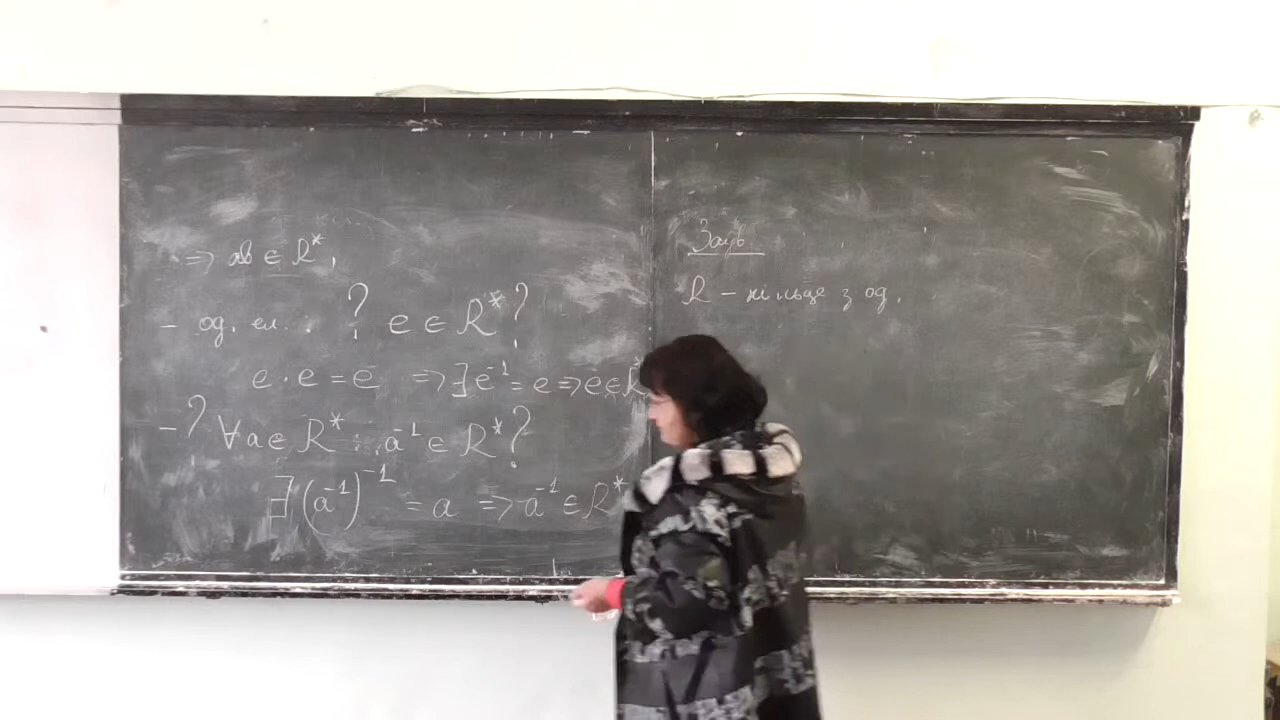 ⇒ ab ∈ R*,
- од. ел. : ? e ∈ R* ?
e · e = e ⇒ ∃ e⁻¹ = e ⇒ e ∈ R*
- ? ∀ a ∈ R* : a⁻¹ ∈ R* ?
∃ (a⁻¹)⁻¹ = a ⇒ a⁻¹ ∈ R*
Заув.
R - кільце з од.